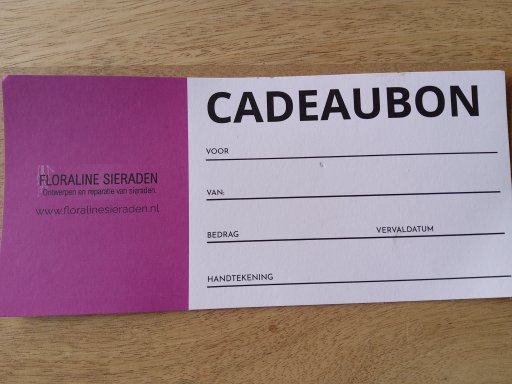 CADEAUBON
FLORALINE SIERADEN
Ontwerpen en reparatie van sieraden.
www.floralinesieraden.nl
VOOR
VAN:
BEDRAG VERVALDATUM
HANDTEKENING